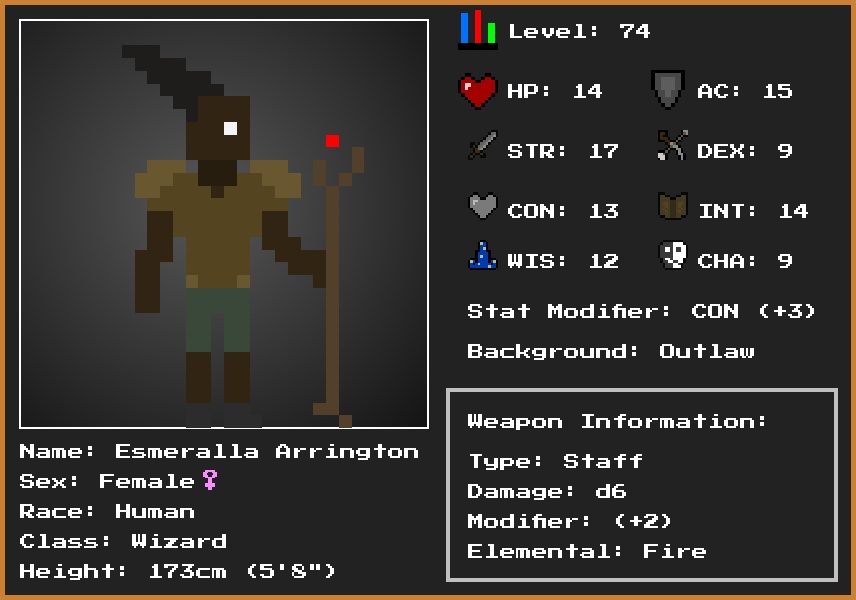 Level: 74
HP: 14
AC: 15
STR: 17
DEX: 9
CON: 13
INT: 14
WIS: 12
CHA: 9
Stat Modifier: CON (+3)
Background: Outlaw
Weapon Information:
Type: Staff
Damage: d6
Modifier: (+2)
Elemental: Fire
Name: Esmeralla Arrington
Sex: Female♀
Race: Human
Class: Wizard
Height: 173cm (5'8")